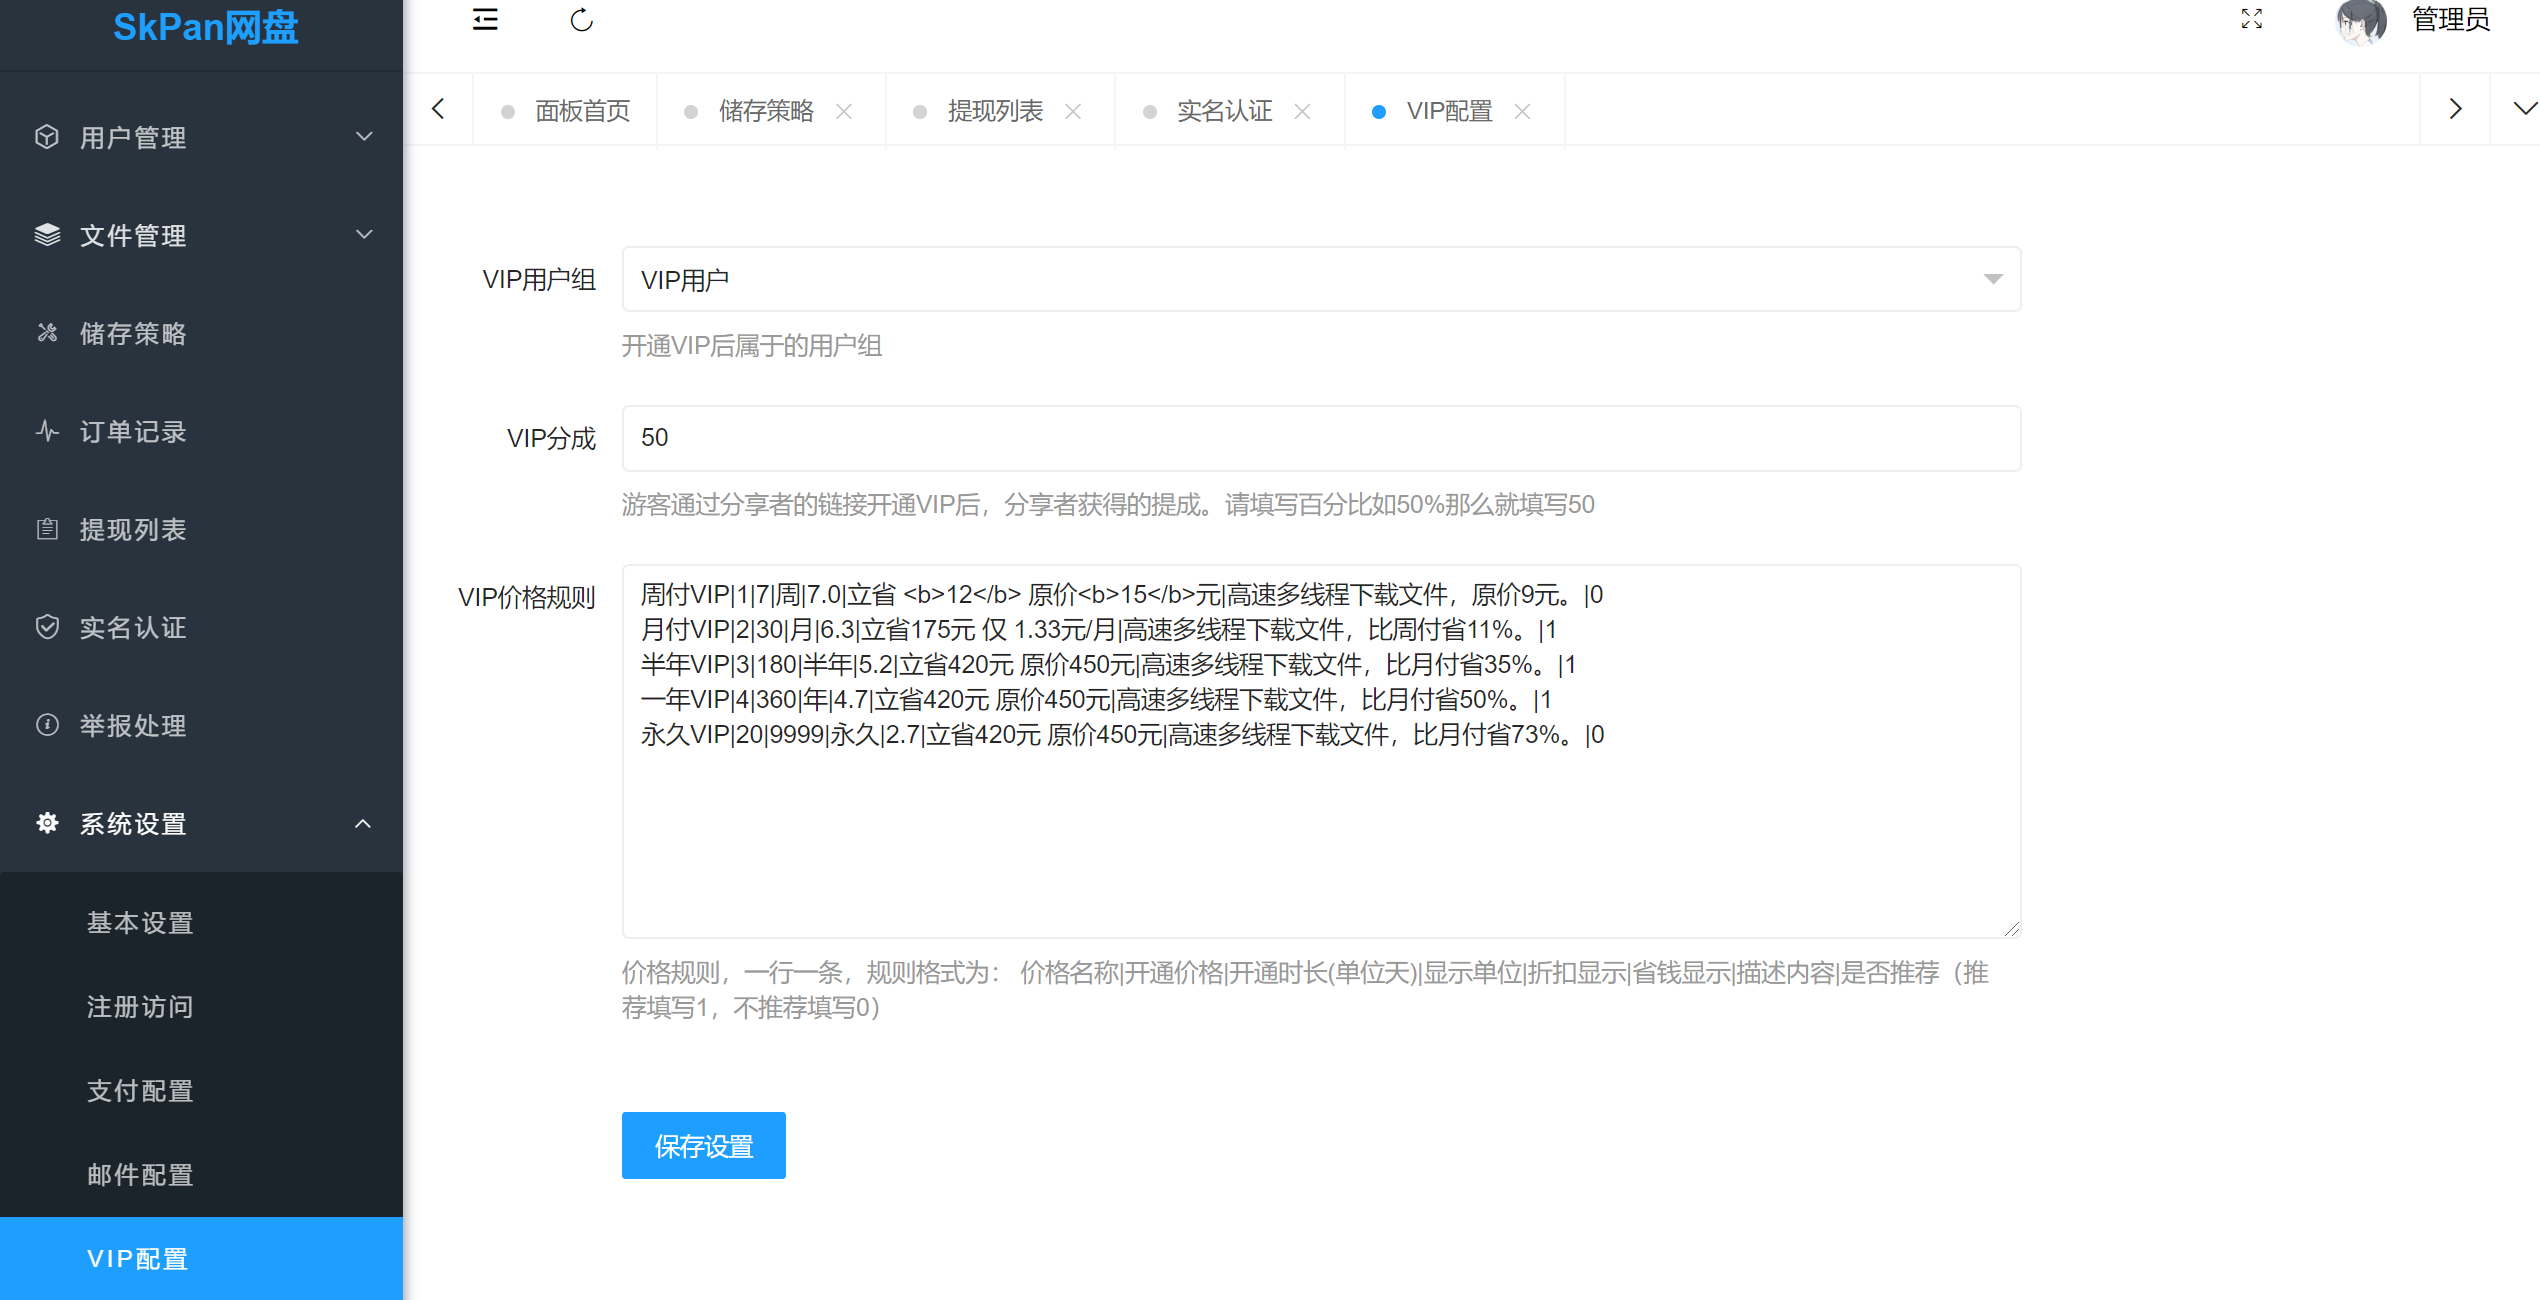 SkPan网盘
管理员
面板首页
储存策略
提现列表
实名认证
VIP配置
用户管理
文件管理
储存策略
订单记录
提现列表
实名认证
举报处理
系统设置
基本设置
注册访问
支付配置
邮件配置
VIP配置
VIP用户组
VIP用户
开通VIP后属于的用户组
VIP分成
50
游客通过分享者的链接开通VIP后，分享者获得的提成。请填写百分比如50%那么就填写50
VIP价格规则
周付VIP|1|7|周|7.0|立省 <b>12</b> 原价<b>15</b>元|高速多线程下载文件，原价9元。|0
月付VIP|2|30|月|6.3|立省175元 仅 1.33元/月|高速多线程下载文件，比周付省11%。|1
半年VIP|3|180|半年|5.2|立省420元 原价450元|高速多线程下载文件，比月付省35%。|1
一年VIP|4|360|年|4.7|立省420元 原价450元|高速多线程下载文件，比月付省50%。|1
永久VIP|20|9999|永久|2.7|立省420元 原价450元|高速多线程下载文件，比月付省73%。|0
价格规则，一行一条，规则格式为： 价格名称|开通价格|开通时长(单位天)|显示单位|折扣显示|省钱显示|描述内容|是否推荐（推
荐填写1，不推荐填写0）
保存设置